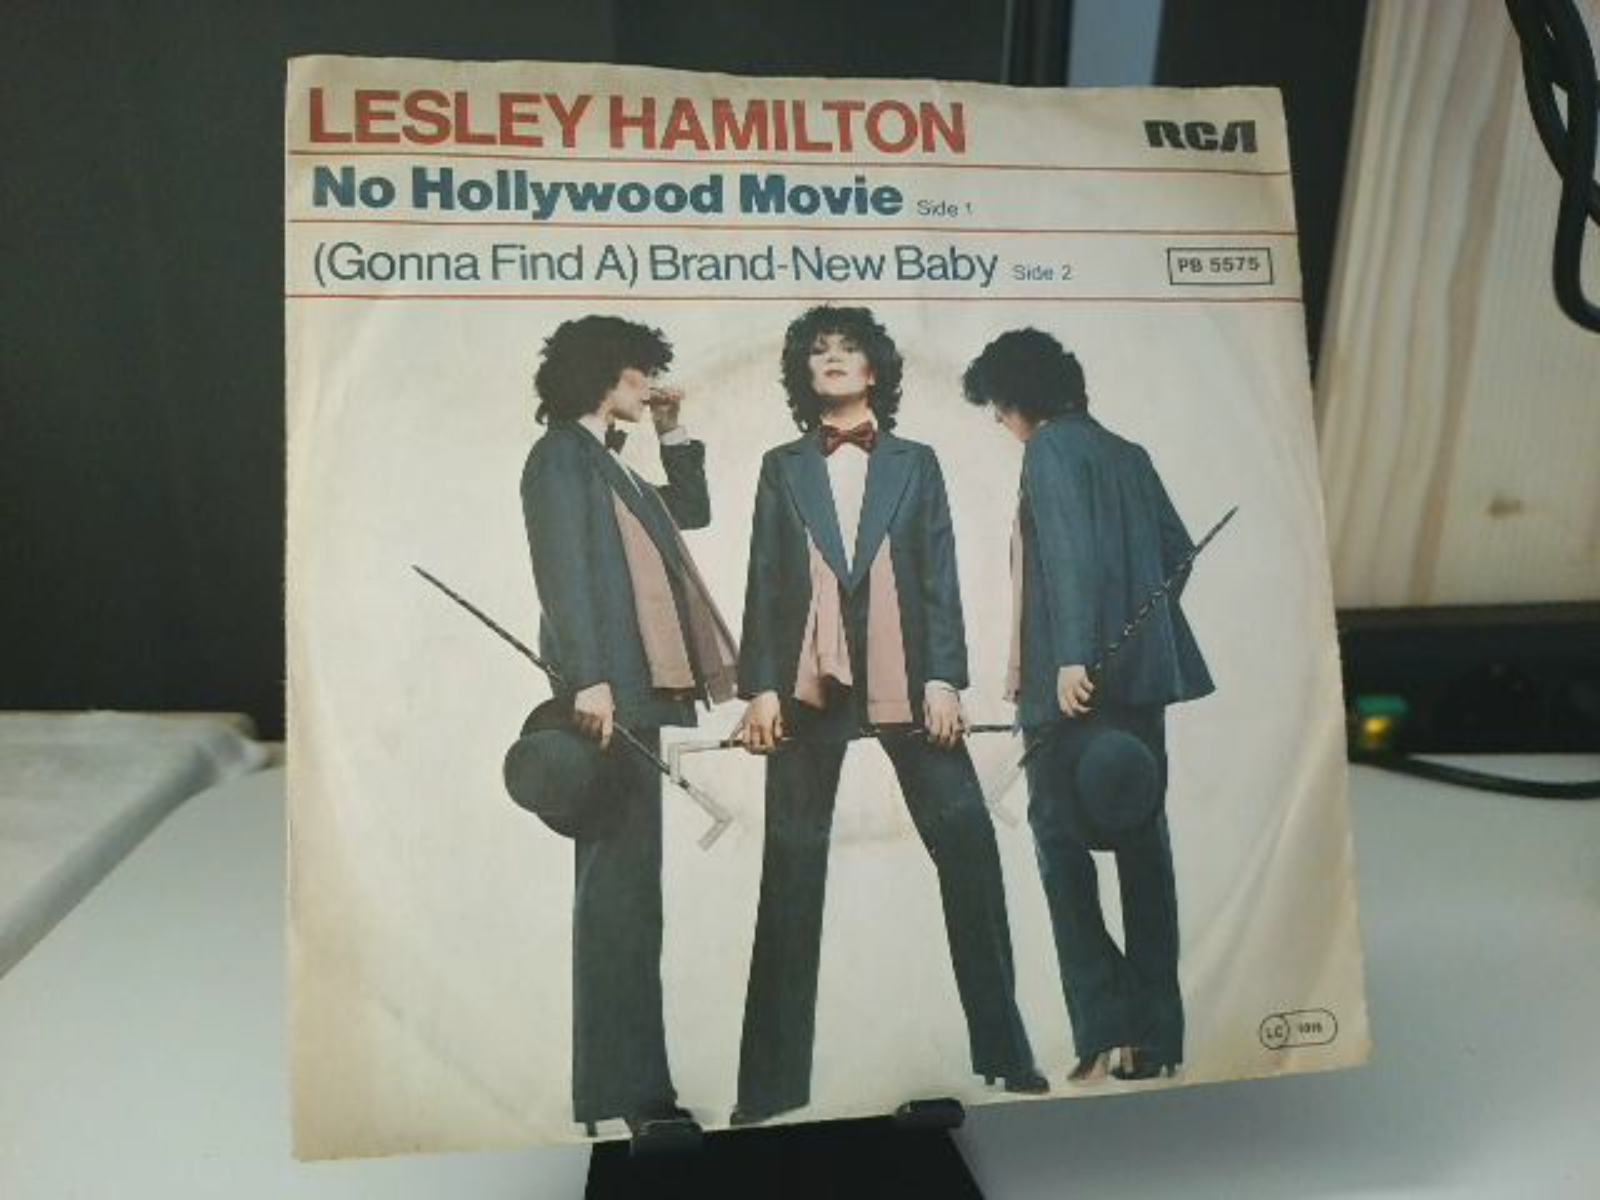 LESLEY HAMILTON
RCA
No Hollywood Movie Side 1
(Gonna Find A) Brand-New Baby Side 2
PB 5575
LC